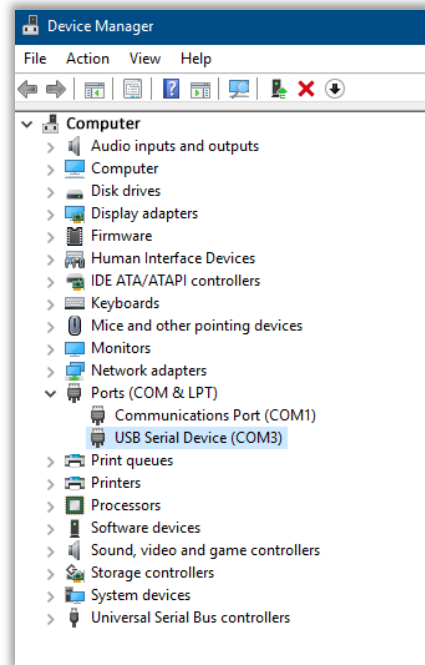 Device Manager
File Action View Help
Computer
Audio inputs and outputs
Computer
Disk drives
Display adapters
Firmware
Human Interface Devices
IDE ATA/ATAPI controllers
Keyboards
Mice and other pointing devices
Monitors
Network adapters
Ports (COM & LPT)
Communications Port (COM1)
USB Serial Device (COM3)
Print queues
Printers
Processors
Software devices
Sound, video and game controllers
Storage controllers
System devices
Universal Serial Bus controllers